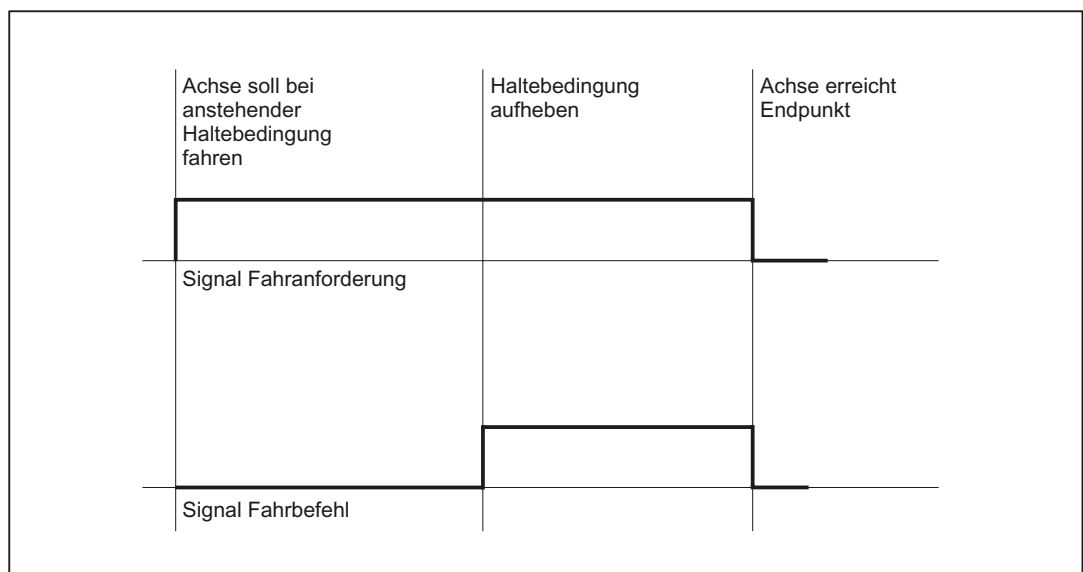 Achse soll bei
anstehender
Haltebedingung
fahren
Haltebedingung
aufheben
Achse erreicht
Endpunkt
Signal Fahranforderung
Signal Fahrbefehl